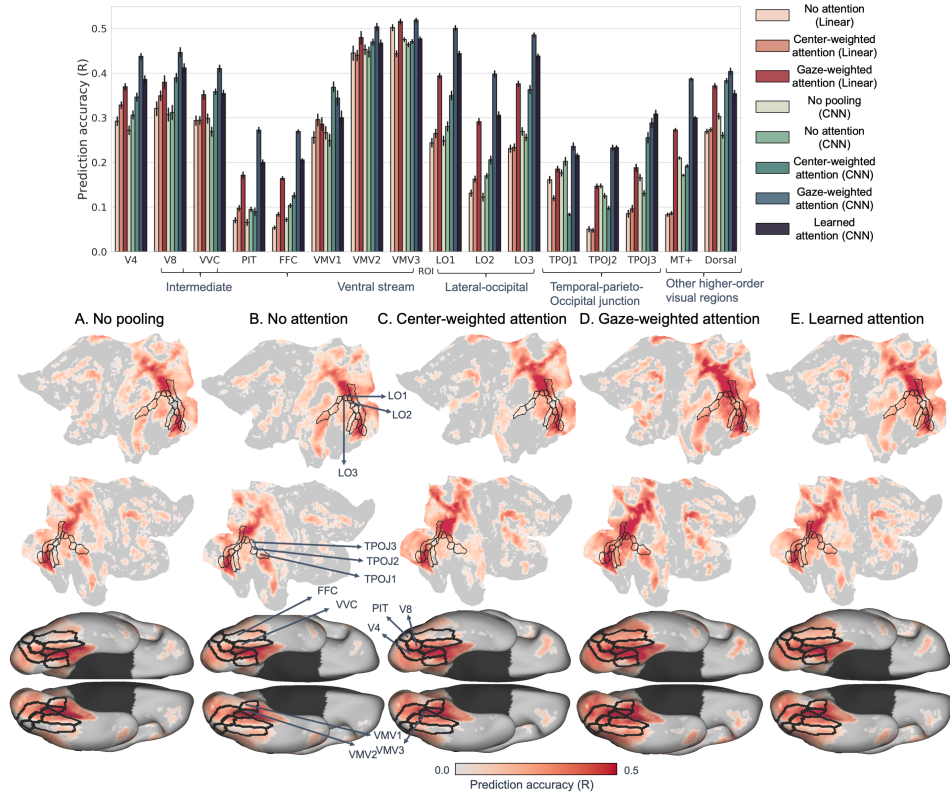 0.5
0.4
0.3
0.2
0.1
0.0
Prediction accuracy (R)
V4 V8 VVC PIT FFC VMV1 VMV2 VMV3 LO1 LO2 LO3 TPOJ1 TPOJ2 TPOJ3 MT+ Dorsal
ROI
Intermediate
Ventral stream
Lateral-occipital
Temporal-parieto-
Occipital junction
Other higher-order
visual regions
No attention
(Linear)
Center-weighted
attention (Linear)
Gaze-weighted
attention (Linear)
No pooling
(CNN)
No attention
(CNN)
Center-weighted
attention (CNN)
Gaze-weighted
attention (CNN)
Learned
attention (CNN)
A. No pooling
B. No attention
C. Center-weighted attention
D. Gaze-weighted attention
E. Learned attention
LO1
LO2
LO3
TPOJ3
TPOJ2
TPOJ1
FFC
VVC
PIT
V8
V4
VMV1
VMV2
VMV3
0.0
0.5
Prediction accuracy (R)